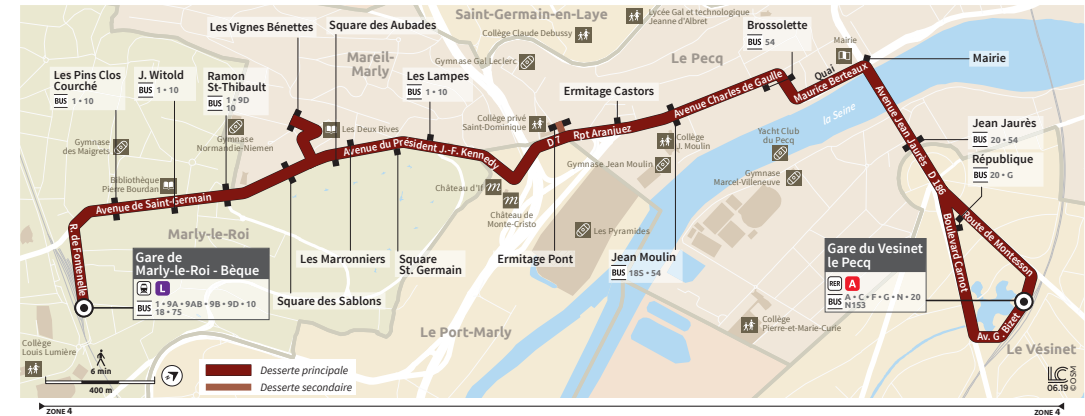 Saint-Germain-en-Laye
Lycée Gal et technologique
Jeanne d'Albret
Collège Claude Debussy
Gymnase Gal Leclerc
Les Vignes Bénettes
Square des Aubades
Mareil-
Marly
Le Pecq
Brossolette
BUS 54
Mairie
Quai
Maurice Berteaux
Mairie
Les Pins Clos
Courché
BUS 1 • 10
J. Witold
BUS 1 • 10
Ramon
St-Thibault
BUS 1 • 9D
10
Les Lampes
BUS 1 • 10
Ermitage Castors
Avenue Charles de Gaulle
la Seine
Gymnase
des Maigrets
Gymnase
Normandie-Niemen
Les Deux Rives
Collège privé
Saint-Dominique
D 7
Rpt Aranjuez
Collège
J. Moulin
Yacht Club
du Pecq
Avenue Jean Jaurès
D 186
Jean Jaurès
BUS 20 • 54
République
BUS 20 • G
Avenue du Président J.-F. Kennedy
Gymnase Jean Moulin
Gymnase
Marcel-Villeneuve
Bibliothèque
Pierre Bourdan
Château d'If
Château de
Monte-Cristo
Avenue de Saint-Germain
R. de Fontenelle
Marly-le-Roi
Les Pyramides
Route de Montesson
Boulevard Carnot
Gare de
Marly-le-Roi - Bèque
L
BUS 1 • 9A • 9AB • 9B • 9D • 10
18 • 75
Les Marronniers
Square
St. Germain
Ermitage Pont
Jean Moulin
BUS 18S • 54
Gare du Vesinet
le Pecq
RER A
BUS A • C • F • G • N • 20
N153
Square des Sablons
Le Port-Marly
Collège
Pierre-et-Marie-Curie
Av. G. Bizet
Le Vésinet
Collège
Louis Lumière
6 min
400 m
Desserte principale
Desserte secondaire
LC
06.19 © OSM
ZONE 4
ZONE 4